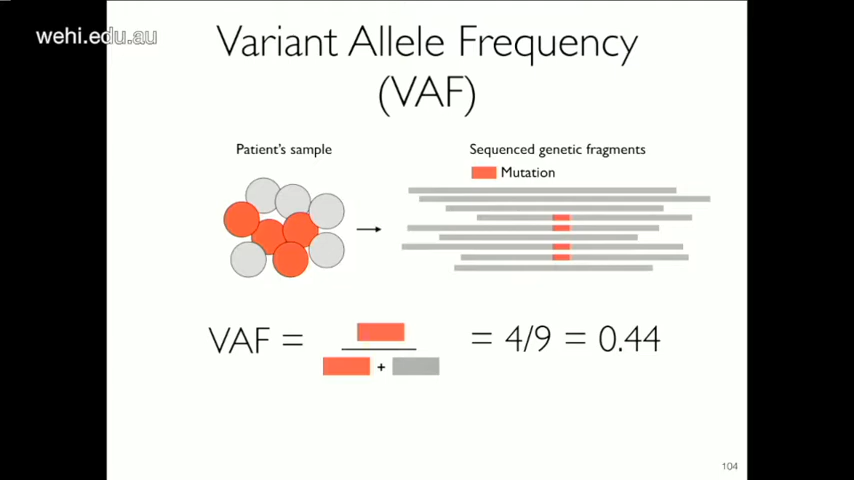 wehi.edu.au
Variant Allele Frequency
(VAF)
Patient's sample
Sequenced genetic fragments
Mutation
VAF =
+
= 4/9 = 0.44
104